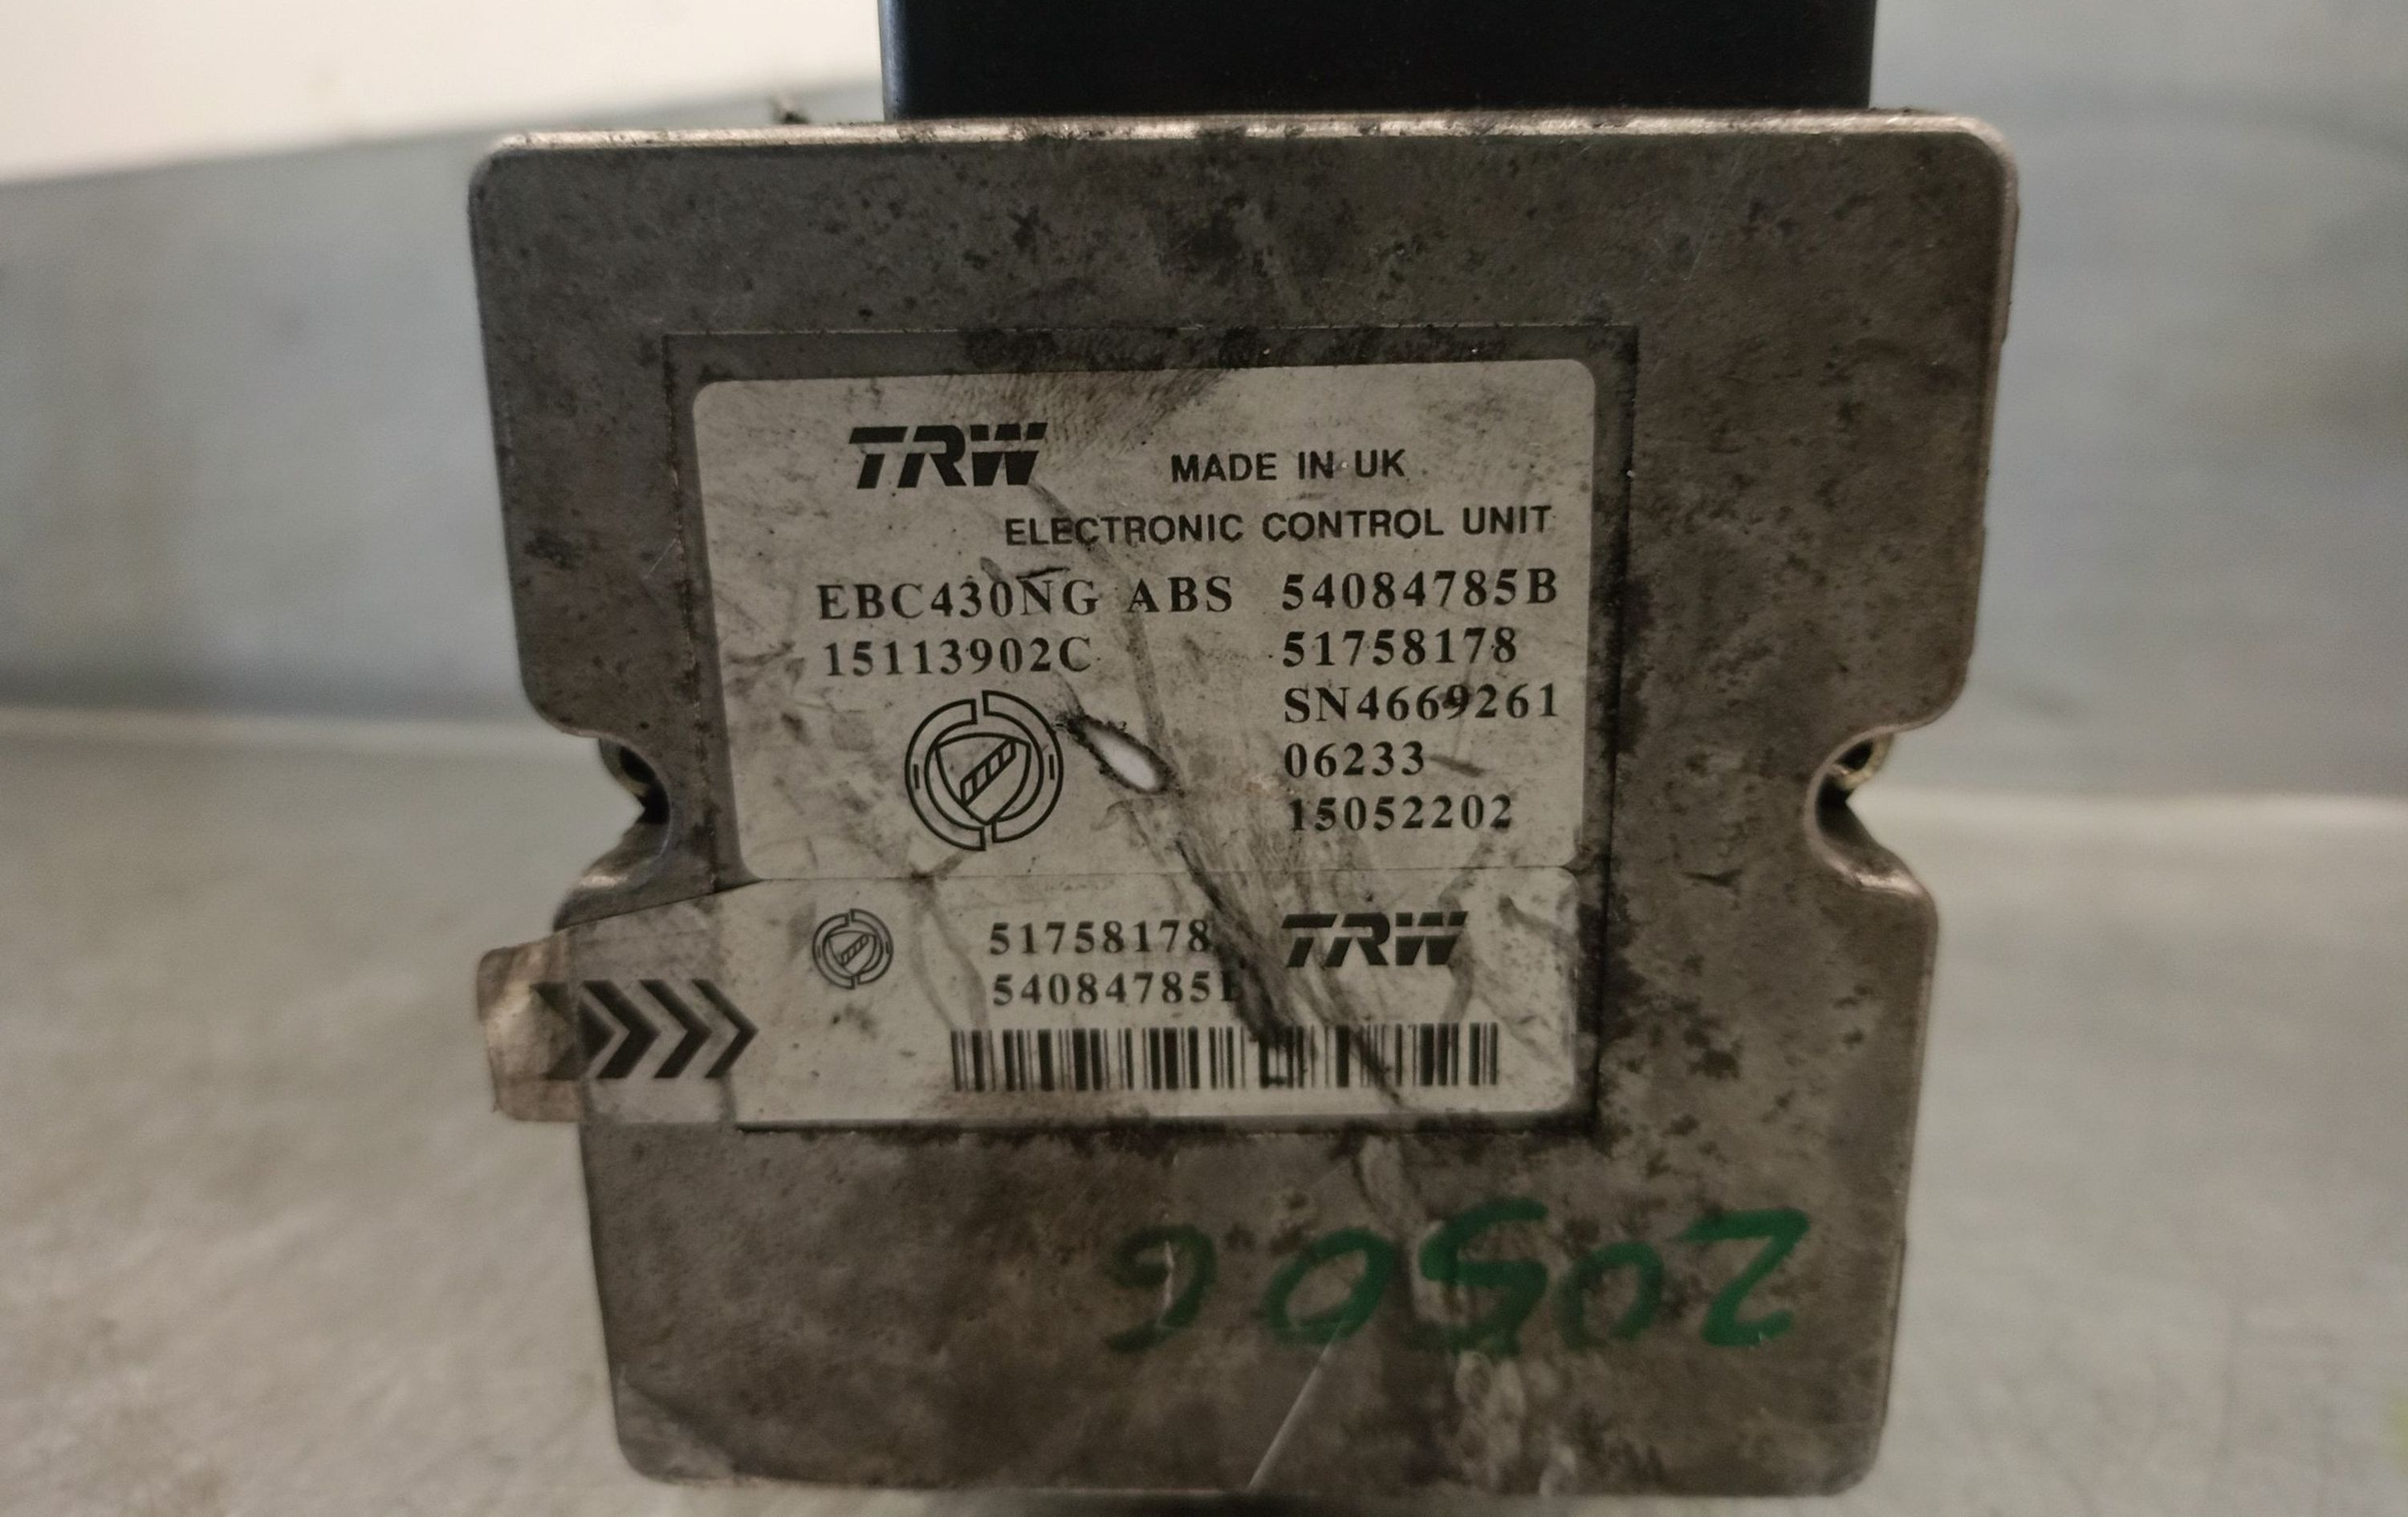 TRW MADE IN UK
ELECTRONIC CONTROL UNIT
EBC430NG ABS 54084785B
15113902C 51758178
SN4669261
06233
15052202
51758178 TRW
54084785B
20506